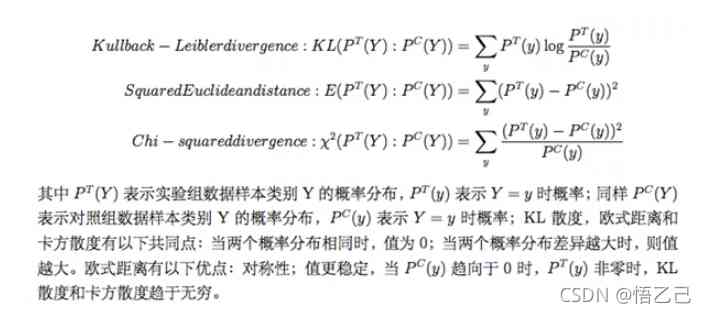 Kullback − Leiblerdivergence : KL(P^T(Y) : P^C(Y)) = ∑_y P^T(y) log P^T(y)/P^C(y)
SquaredEuclideandistance : E(P^T(Y) : P^C(Y)) = ∑_y (P^T(y) − P^C(y))^2
Chi − squareddivergence : χ^2(P^T(Y) : P^C(Y)) = ∑_y (P^T(y) − P^C(y))^2/P^C(y)
其中 P^T(Y) 表示实验组数据样本类别 Y 的概率分布，P^T(y) 表示 Y = y 时概率；同样 P^C(Y)
表示对照组数据样本类别 Y 的概率分布，P^C(y) 表示 Y = y 时概率；KL 散度，欧式距离和
卡方散度有以下共同点：当两个概率分布相同时，值为 0；当两个概率分布差异越大时，则值
越大。欧式距离有以下优点：对称性；值更稳定，当 P^C(y) 趋向于 0 时，P^T(y) 非零时，KL
散度和卡方散度趋于无穷。
CSDN @悟乙己